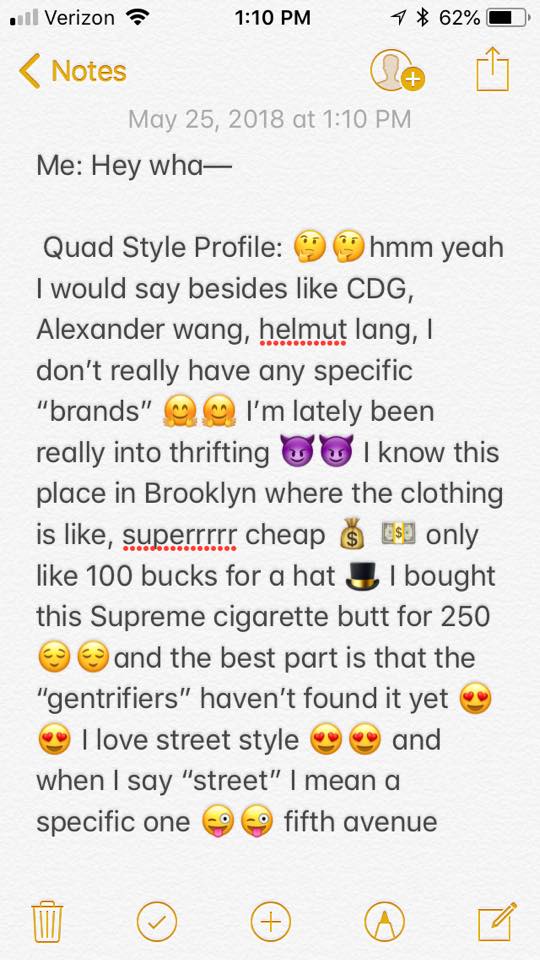 Verizon 1:10 PM 62%
Notes
May 25, 2018 at 1:10 PM
Me: Hey wha—
Quad Style Profile: 🤔🤔hmm yeah
I would say besides like CDG,
Alexander wang, helmut lang, I
don’t really have any specific
“brands” 🤗🤗 I’m lately been
really into thrifting 😈😈 I know this
place in Brooklyn where the clothing
is like, superrrrr cheap 💰 💵 only
like 100 bucks for a hat 🎩 I bought
this Supreme cigarette butt for 250
😌😌and the best part is that the
“gentrifiers” haven’t found it yet 😍
😍 I love street style 😍😍 and
when I say “street” I mean a
specific one 😜😜 fifth avenue